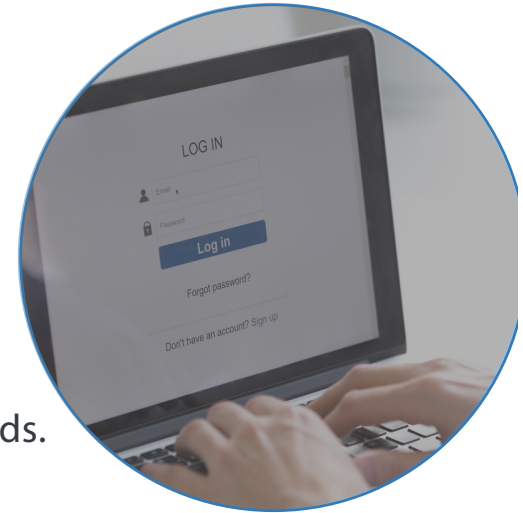 LOG IN
Email
Password
Log in
Forgot password?
Don't have an account? Sign up
ds.